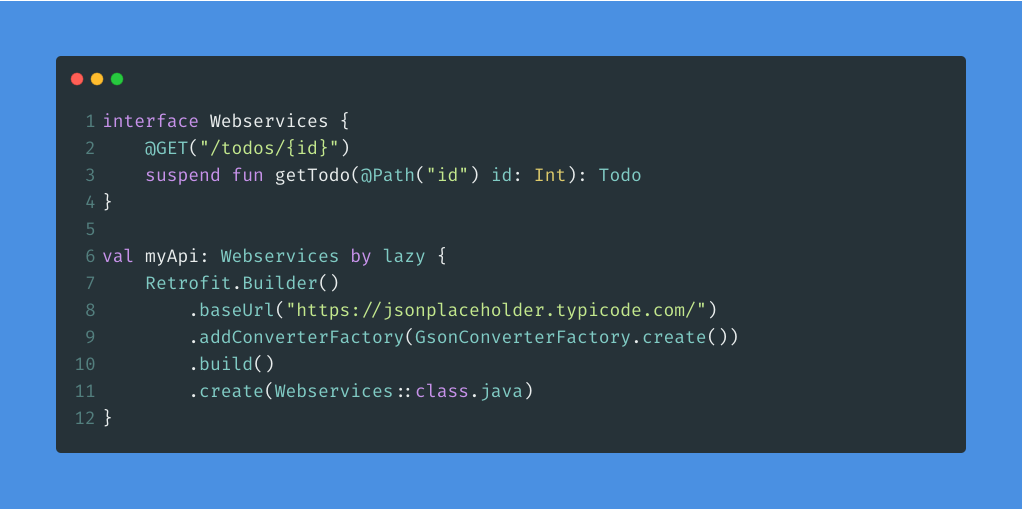 1 interface Webservices {
2     @GET("/todos/{id}")
3     suspend fun getTodo(@Path("id") id: Int): Todo
4 }
5
6 val myApi: Webservices by lazy {
7     Retrofit.Builder()
8         .baseUrl("https://jsonplaceholder.typicode.com/")
9         .addConverterFactory(GsonConverterFactory.create())
10         .build()
11         .create(Webservices::class.java)
12 }